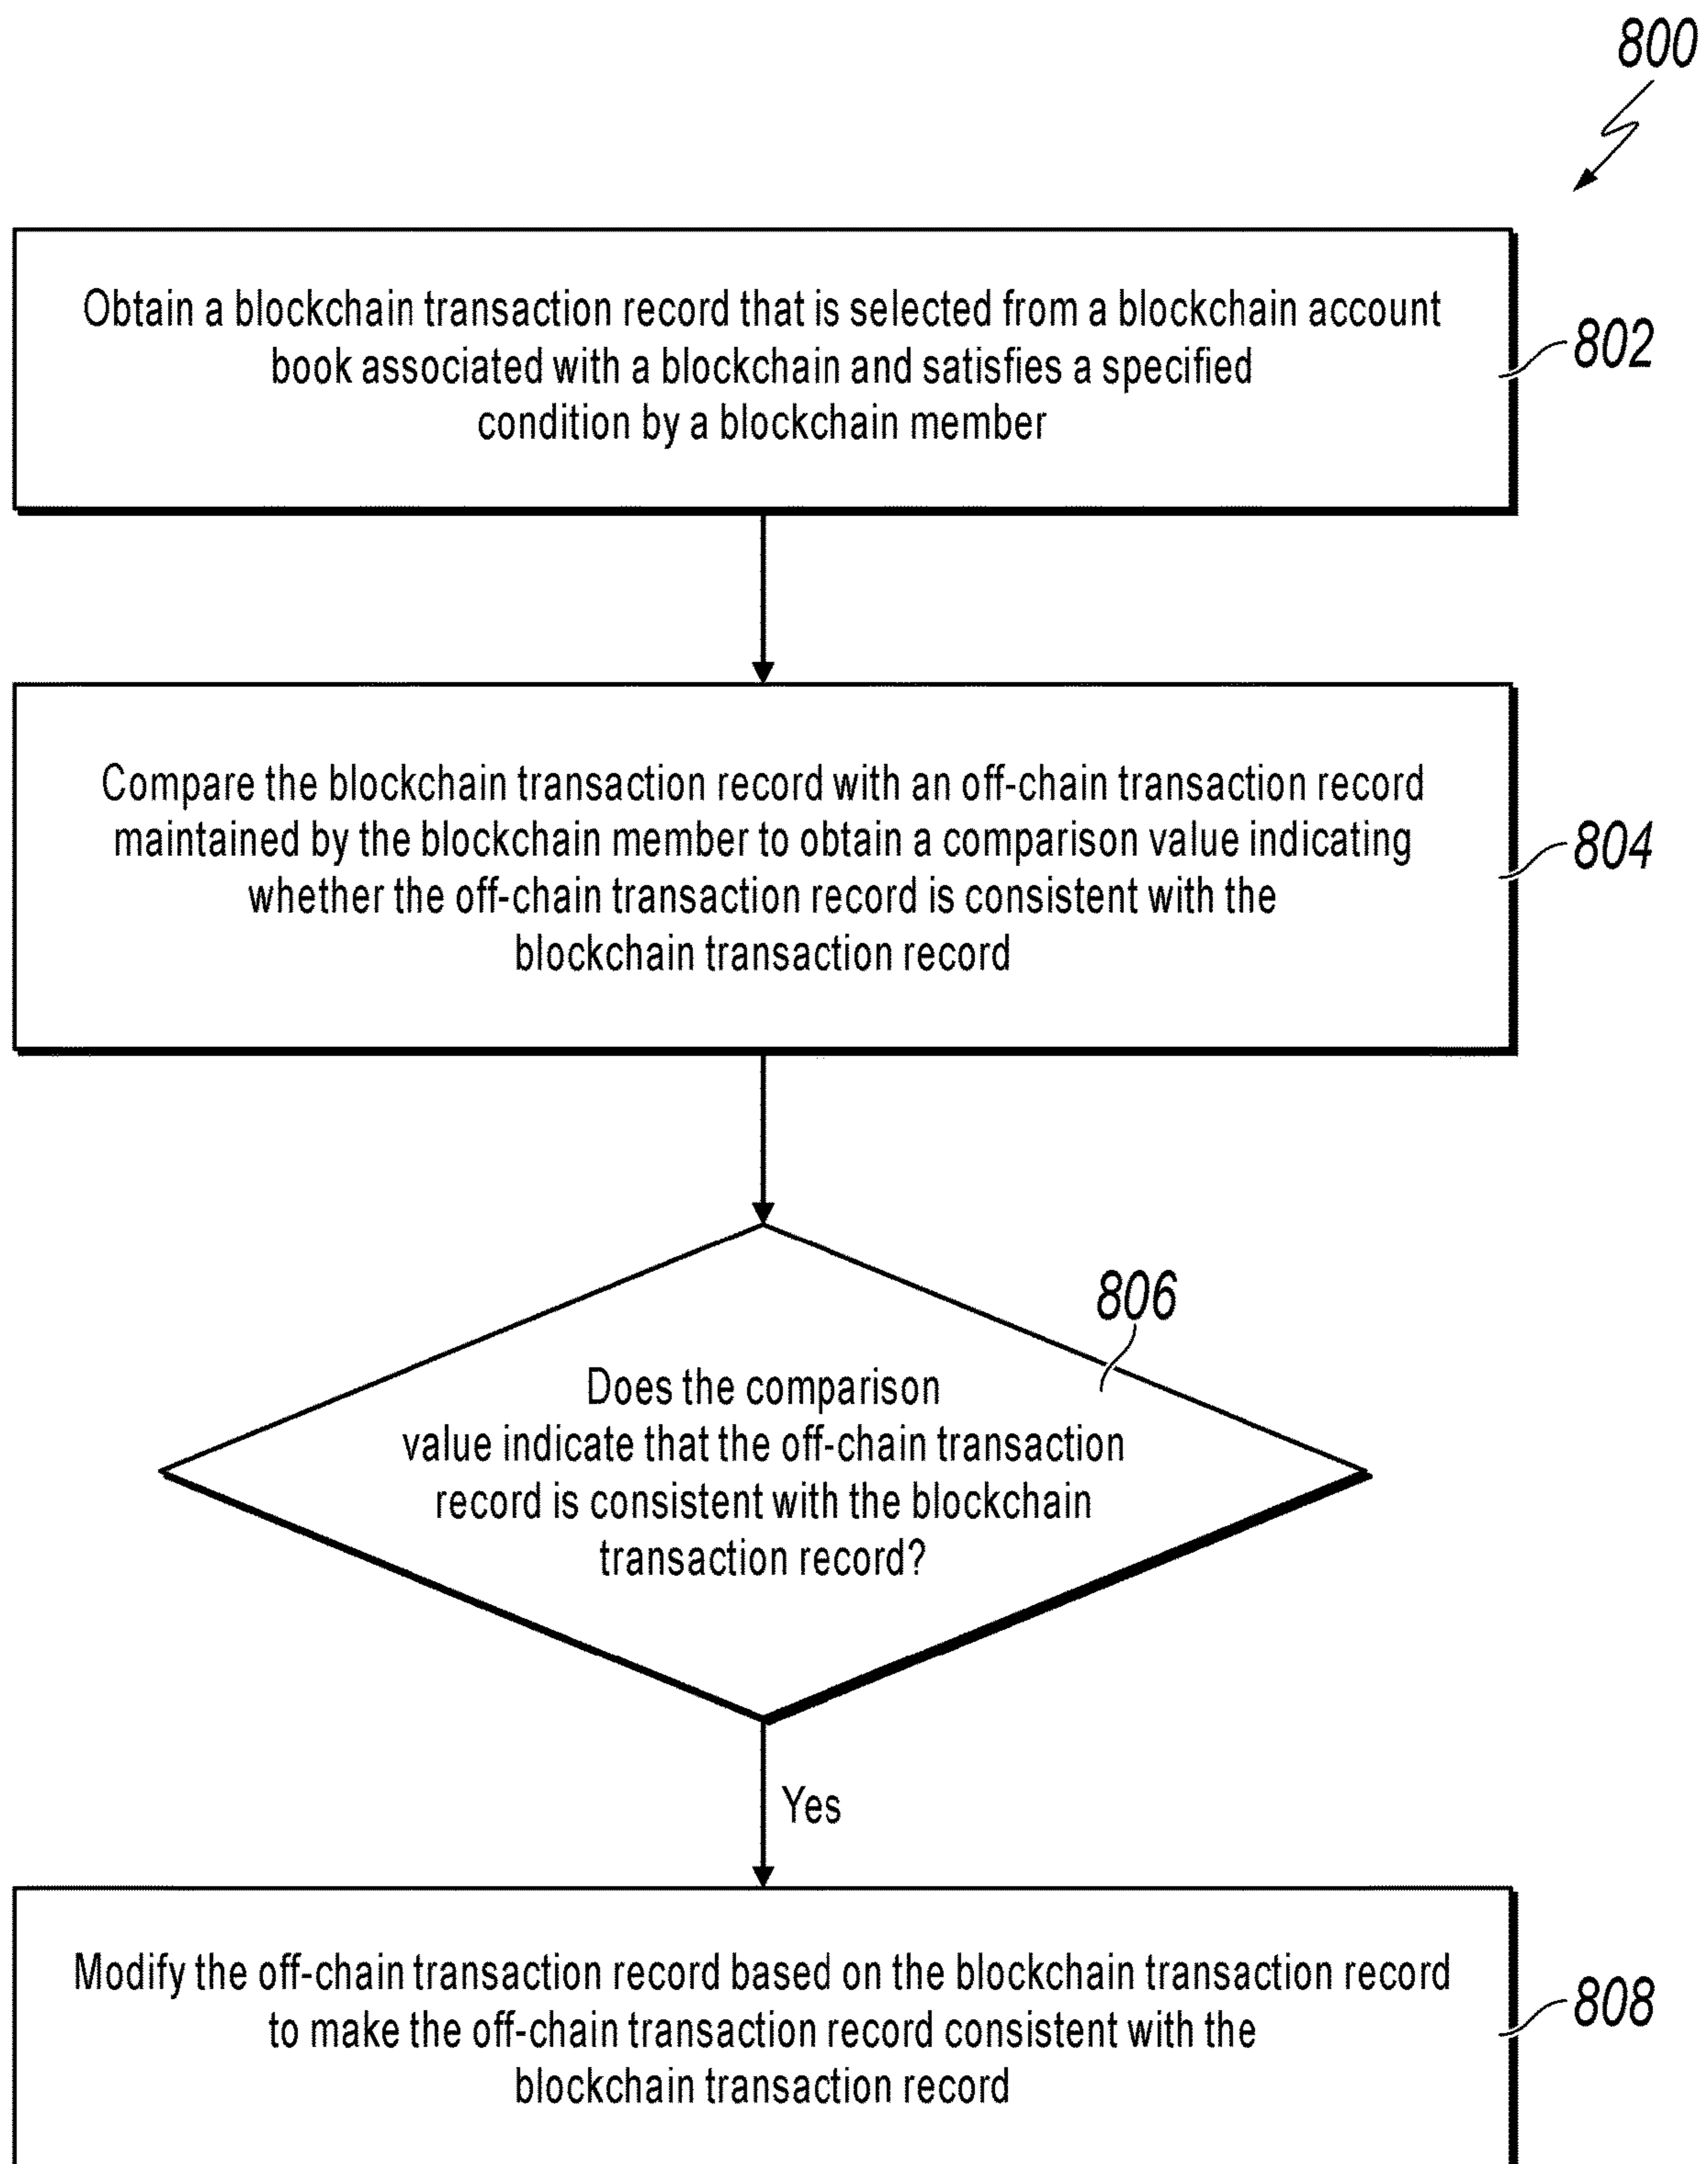 800
Obtain a blockchain transaction record that is selected from a blockchain account
book associated with a blockchain and satisfies a specified
condition by a blockchain member
802
Compare the blockchain transaction record with an off-chain transaction record
maintained by the blockchain member to obtain a comparison value indicating
whether the off-chain transaction record is consistent with the
blockchain transaction record
804
806
Does the comparison
value indicate that the off-chain transaction
record is consistent with the blockchain
transaction record?
Yes
Modify the off-chain transaction record based on the blockchain transaction record
to make the off-chain transaction record consistent with the
blockchain transaction record
808